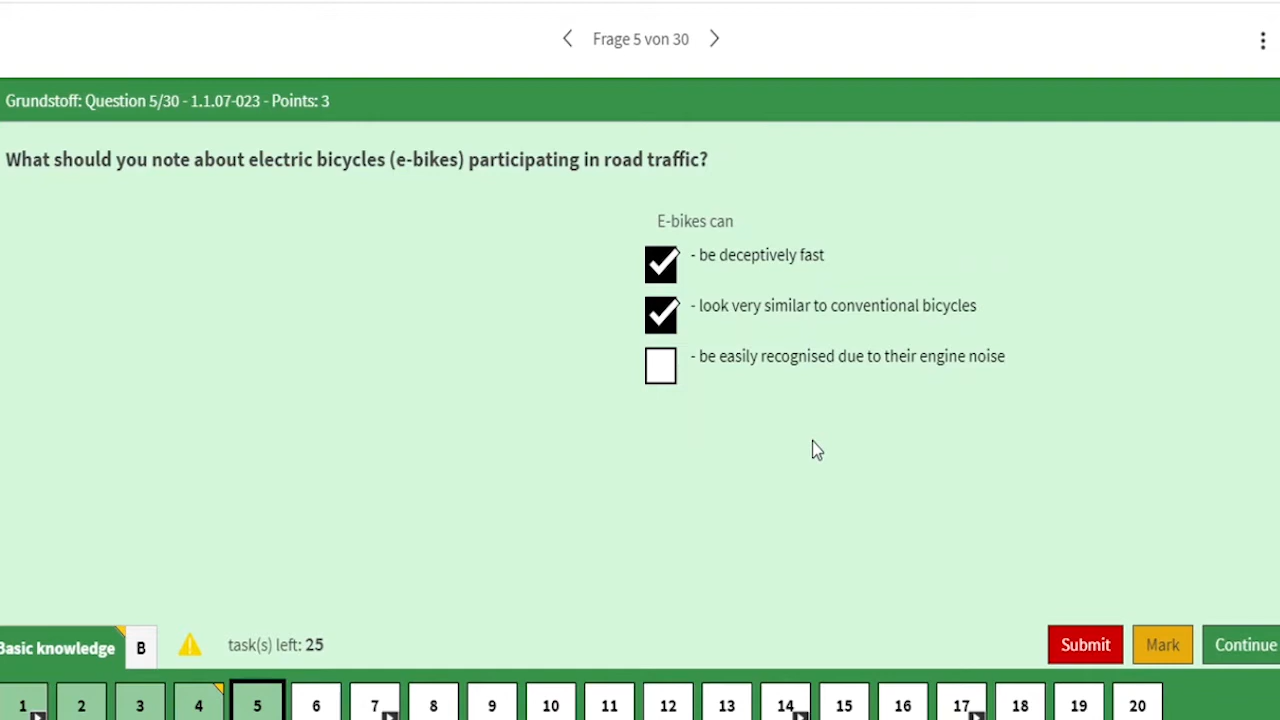 Frage 5 von 30
Grundstoff: Question 5/30 - 1.1.07-023 - Points: 3
What should you note about electric bicycles (e-bikes) participating in road traffic?
E-bikes can
- be deceptively fast
- look very similar to conventional bicycles
- be easily recognised due to their engine noise
Basic knowledge B task(s) left: 25 Submit Mark Continue
1 2 3 4 5 6 7 8 9 10 11 12 13 14 15 16 17 18 19 20